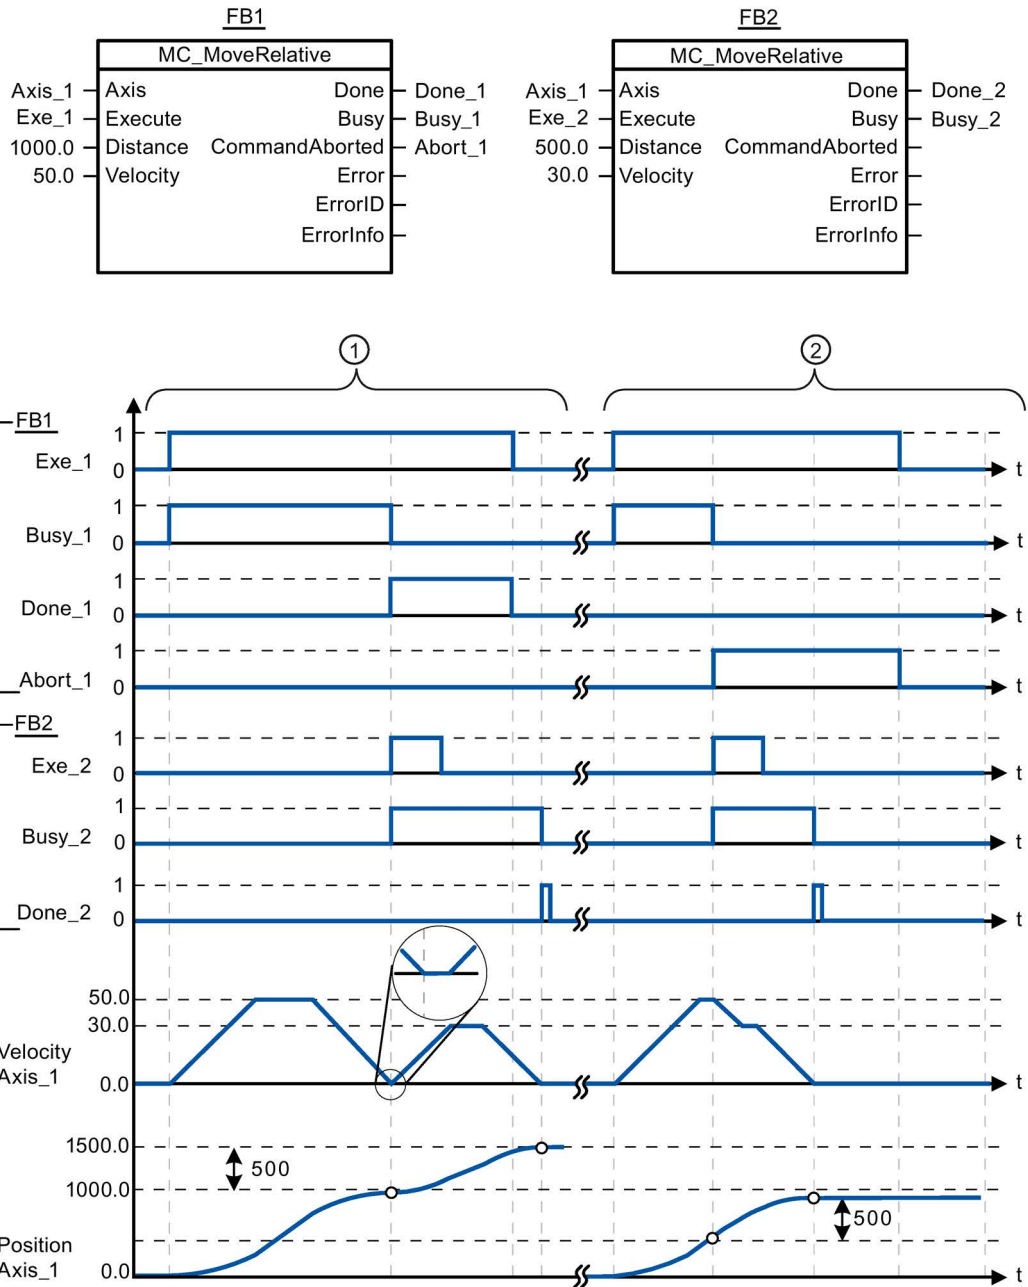 FB1 FB2
MC_MoveRelative MC_MoveRelative
Axis_1 Axis Done Done_1 Axis_1 Axis Done Done_2
Exe_1 Execute Busy Busy_1 Exe_2 Execute Busy Busy_2
1000.0 Distance CommandAborted Abort_1 500.0 Distance CommandAborted
50.0 Velocity Error 30.0 Velocity Error
ErrorID ErrorID
ErrorInfo ErrorInfo
1 2
FB1
1
Exe_1 0 t
1
Busy_1 0 t
1
Done_1 0 t
1
Abort_1 0 t
FB2
1
Exe_2 0 t
1
Busy_2 0 t
1
Done_2 0 t
50.0
30.0
Velocity
Axis_1 0.0 t
1500.0
500
1000.0
500
Position
Axis_1 0.0 t